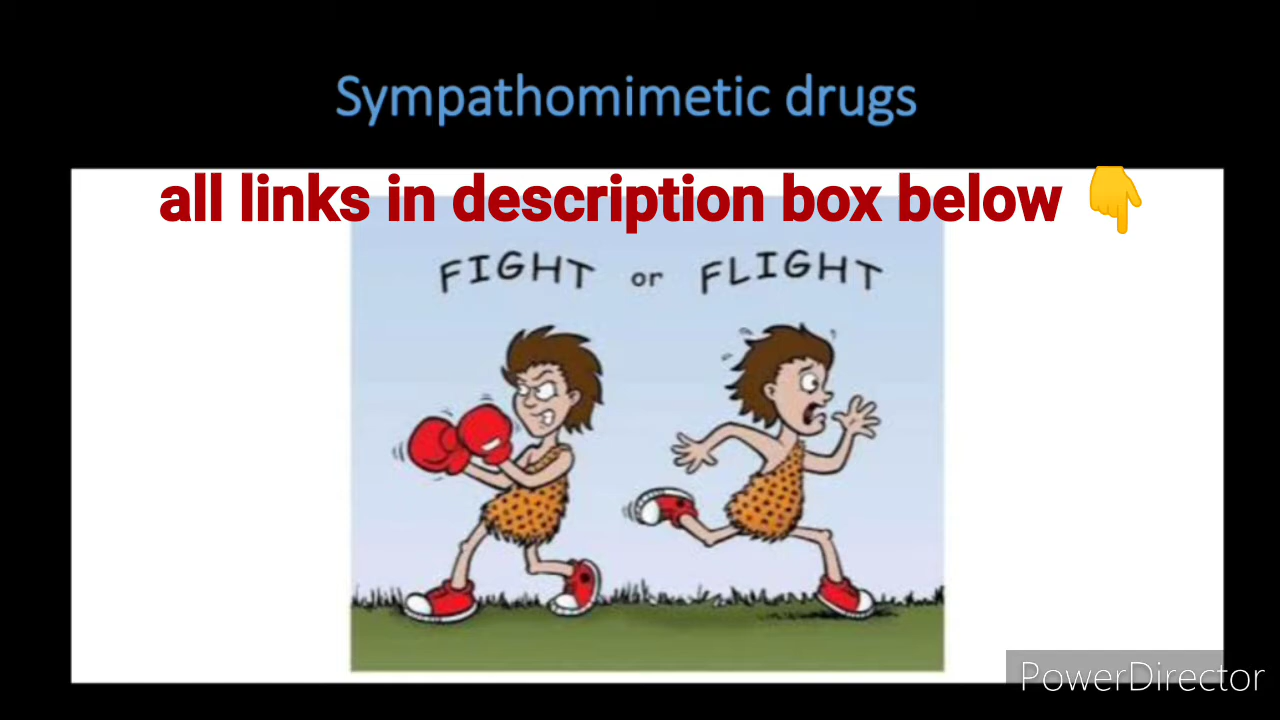 Sympathomimetic drugs
all links in description box below 👇
FIGHT or FLIGHT
PowerDirector